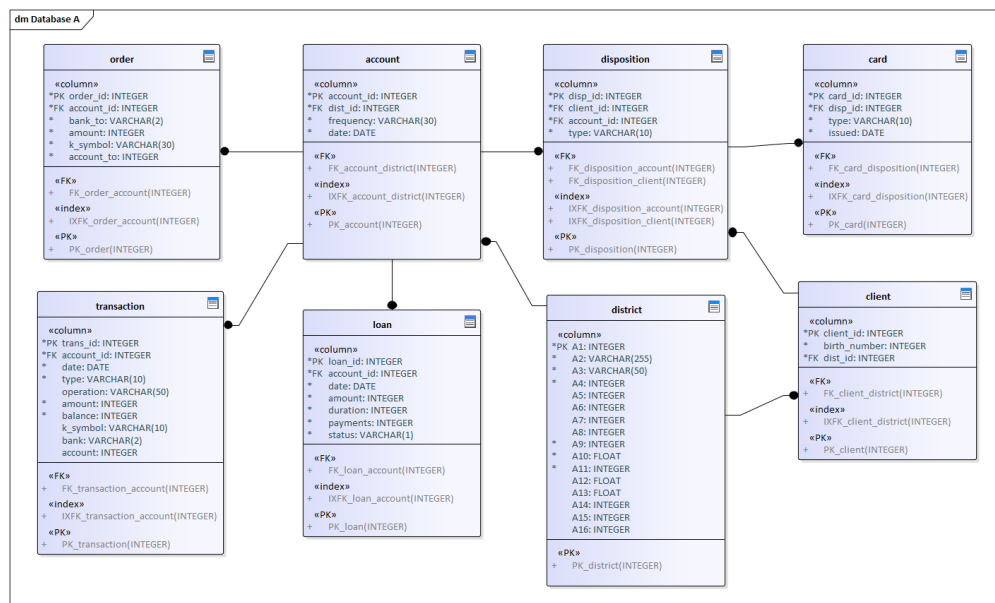 dm Database A
order
«column»
*PK order_id: INTEGER
*FK account_id: INTEGER
* bank_to: VARCHAR(2)
* amount: INTEGER
* k_symbol: VARCHAR(30)
* account_to: INTEGER
«FK»
+ FK_order_account(INTEGER)
«index»
+ IXFK_order_account(INTEGER)
«PK»
+ PK_order(INTEGER)
account
«column»
*PK account_id: INTEGER
*FK dist_id: INTEGER
* frequency: VARCHAR(30)
* date: DATE
«FK»
+ FK_account_district(INTEGER)
«index»
+ IXFK_account_district(INTEGER)
«PK»
+ PK_account(INTEGER)
disposition
«column»
*PK disp_id: INTEGER
*FK client_id: INTEGER
*FK account_id: INTEGER
* type: VARCHAR(10)
«FK»
+ FK_disposition_account(INTEGER)
+ FK_disposition_client(INTEGER)
«index»
+ IXFK_disposition_account(INTEGER)
+ IXFK_disposition_client(INTEGER)
«PK»
+ PK_disposition(INTEGER)
card
«column»
*PK card_id: INTEGER
*FK disp_id: INTEGER
* type: VARCHAR(10)
* issued: DATE
«FK»
+ FK_card_disposition(INTEGER)
«index»
+ IXFK_card_disposition(INTEGER)
«PK»
+ PK_card(INTEGER)
transaction
«column»
*PK trans_id: INTEGER
*FK account_id: INTEGER
* date: DATE
* type: VARCHAR(10)
operation: VARCHAR(50)
* amount: INTEGER
* balance: INTEGER
k_symbol: VARCHAR(10)
bank: VARCHAR(2)
account: INTEGER
«FK»
+ FK_transaction_account(INTEGER)
«index»
+ IXFK_transaction_account(INTEGER)
«PK»
+ PK_transaction(INTEGER)
loan
«column»
*PK loan_id: INTEGER
*FK account_id: INTEGER
* date: DATE
* amount: INTEGER
* duration: INTEGER
* payments: INTEGER
* status: VARCHAR(1)
«FK»
+ FK_loan_account(INTEGER)
«index»
+ IXFK_loan_account(INTEGER)
«PK»
+ PK_loan(INTEGER)
district
«column»
*PK A1: INTEGER
* A2: VARCHAR(255)
* A3: VARCHAR(50)
* A4: INTEGER
A5: INTEGER
A6: INTEGER
A7: INTEGER
A8: INTEGER
* A9: INTEGER
* A10: FLOAT
* A11: INTEGER
A12: FLOAT
A13: FLOAT
A14: INTEGER
A15: INTEGER
A16: INTEGER
«PK»
+ PK_district(INTEGER)
client
«column»
*PK client_id: INTEGER
* birth_number: INTEGER
*FK dist_id: INTEGER
«FK»
+ FK_client_district(INTEGER)
«index»
+ IXFK_client_district(INTEGER)
«PK»
+ PK_client(INTEGER)